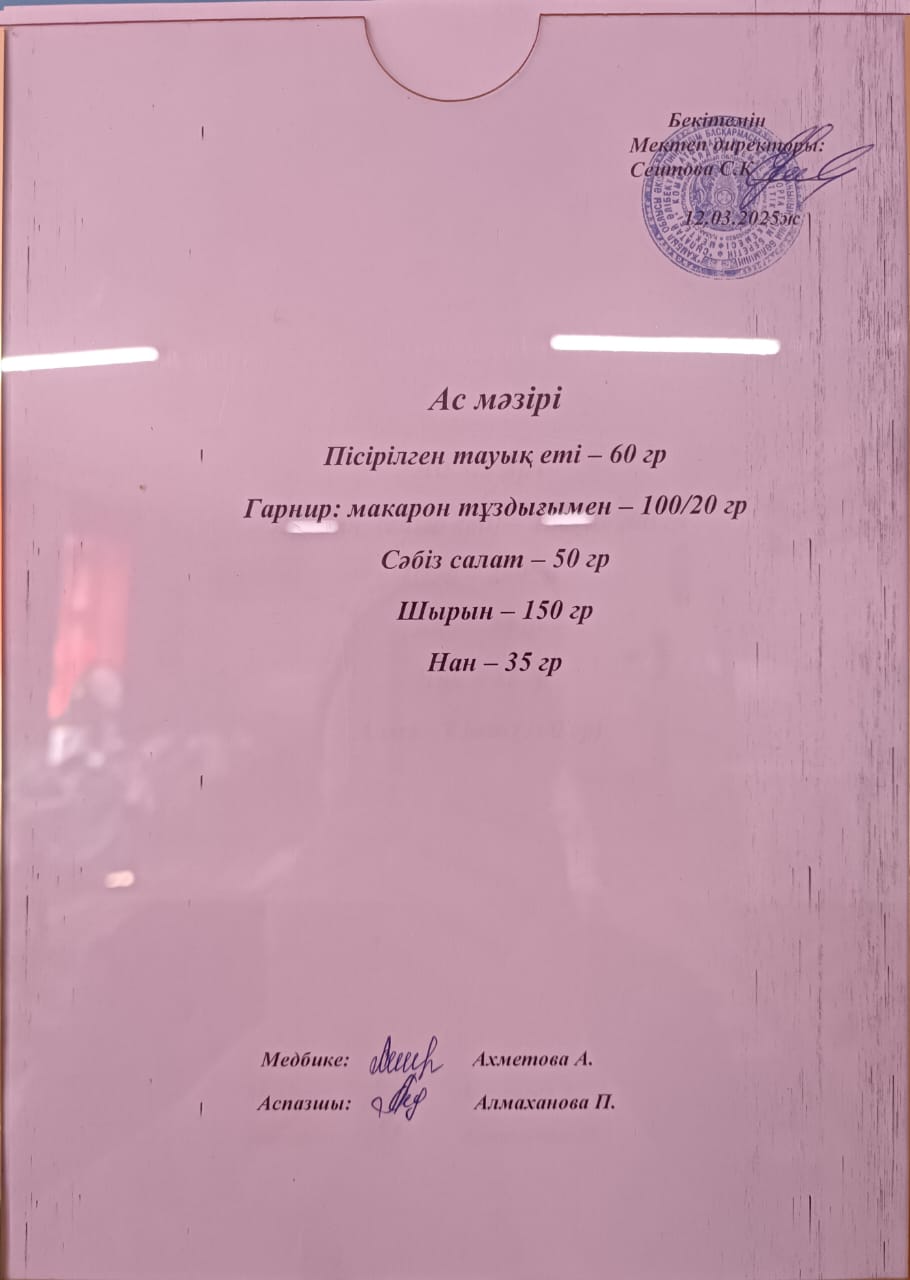 Бекітемін
Мектеп директоры:
Сеитова С.К.
12.03.2025ж
Ас мәзірі
Пісірілген тауық еті – 60 гр
Гарнир: макарон тұздығымен – 100/20 гр
Сәбіз салат – 50 гр
Шырын – 150 гр
Нан – 35 гр
Медбике: Ахметова А.
Аспазшы: Алмаханова П.